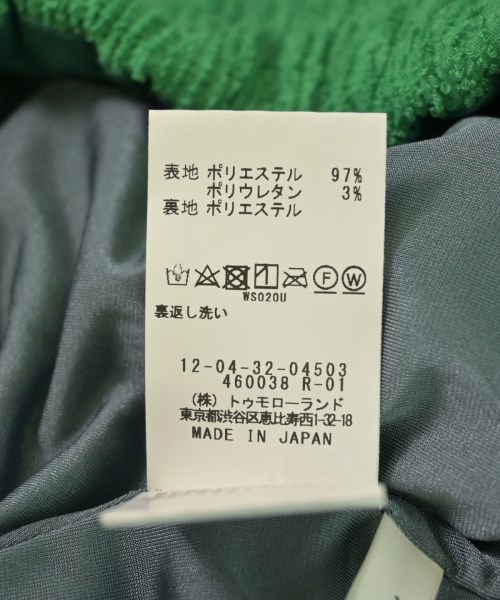 表地 ポリエステル 97%
ポリウレタン 3%
裏地 ポリエステル
F W
WS020U
裏返し洗い
12-04-32-04503
460038 R-01
(株) トゥモローランド
東京都渋谷区恵比寿西1-32-18
MADE IN JAPAN